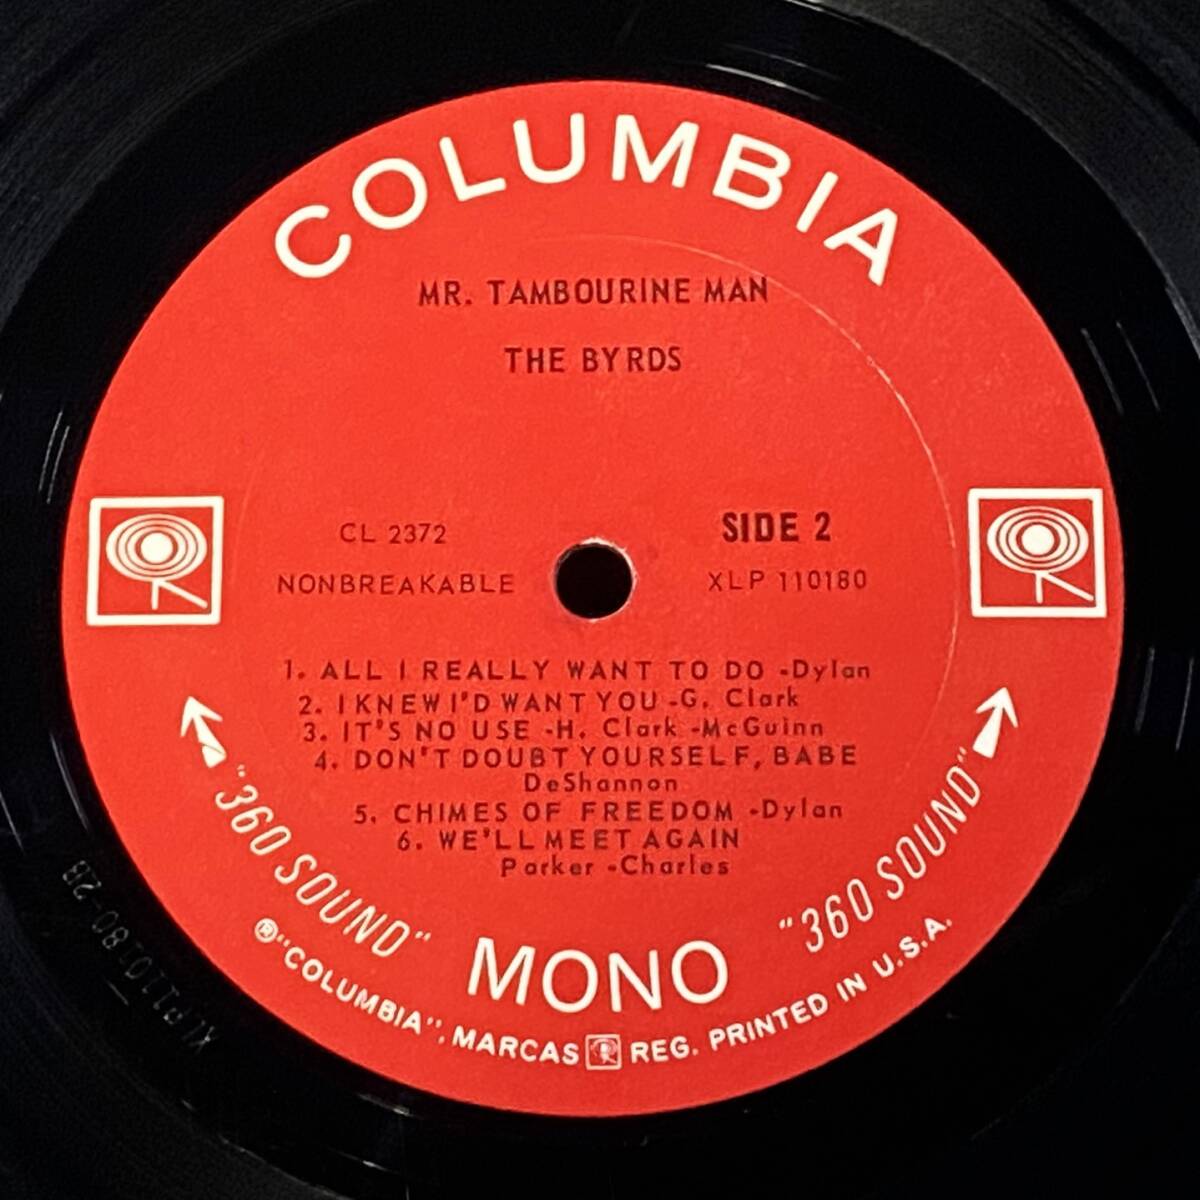 COLUMBIA
MR. TAMBOURINE MAN
THE BYRDS
CL 2372
SIDE 2
NONBREAKABLE
XLP 110180
1. ALL I REALLY WANT TO DO -Dylan
2. I KNEW I'D WANT YOU -G. Clark
3. IT'S NO USE -H. Clark -McGuinn
4. DON'T DOUBT YOURSELF, BABE
DeShannon
5. CHIMES OF FREEDOM -Dylan
6. WE'LL MEET AGAIN
Parker -Charles
"360 SOUND"
MONO
"360 SOUND"
®"COLUMBIA", MARCAS REG. PRINTED IN U.S.A.
XLP110180-2B